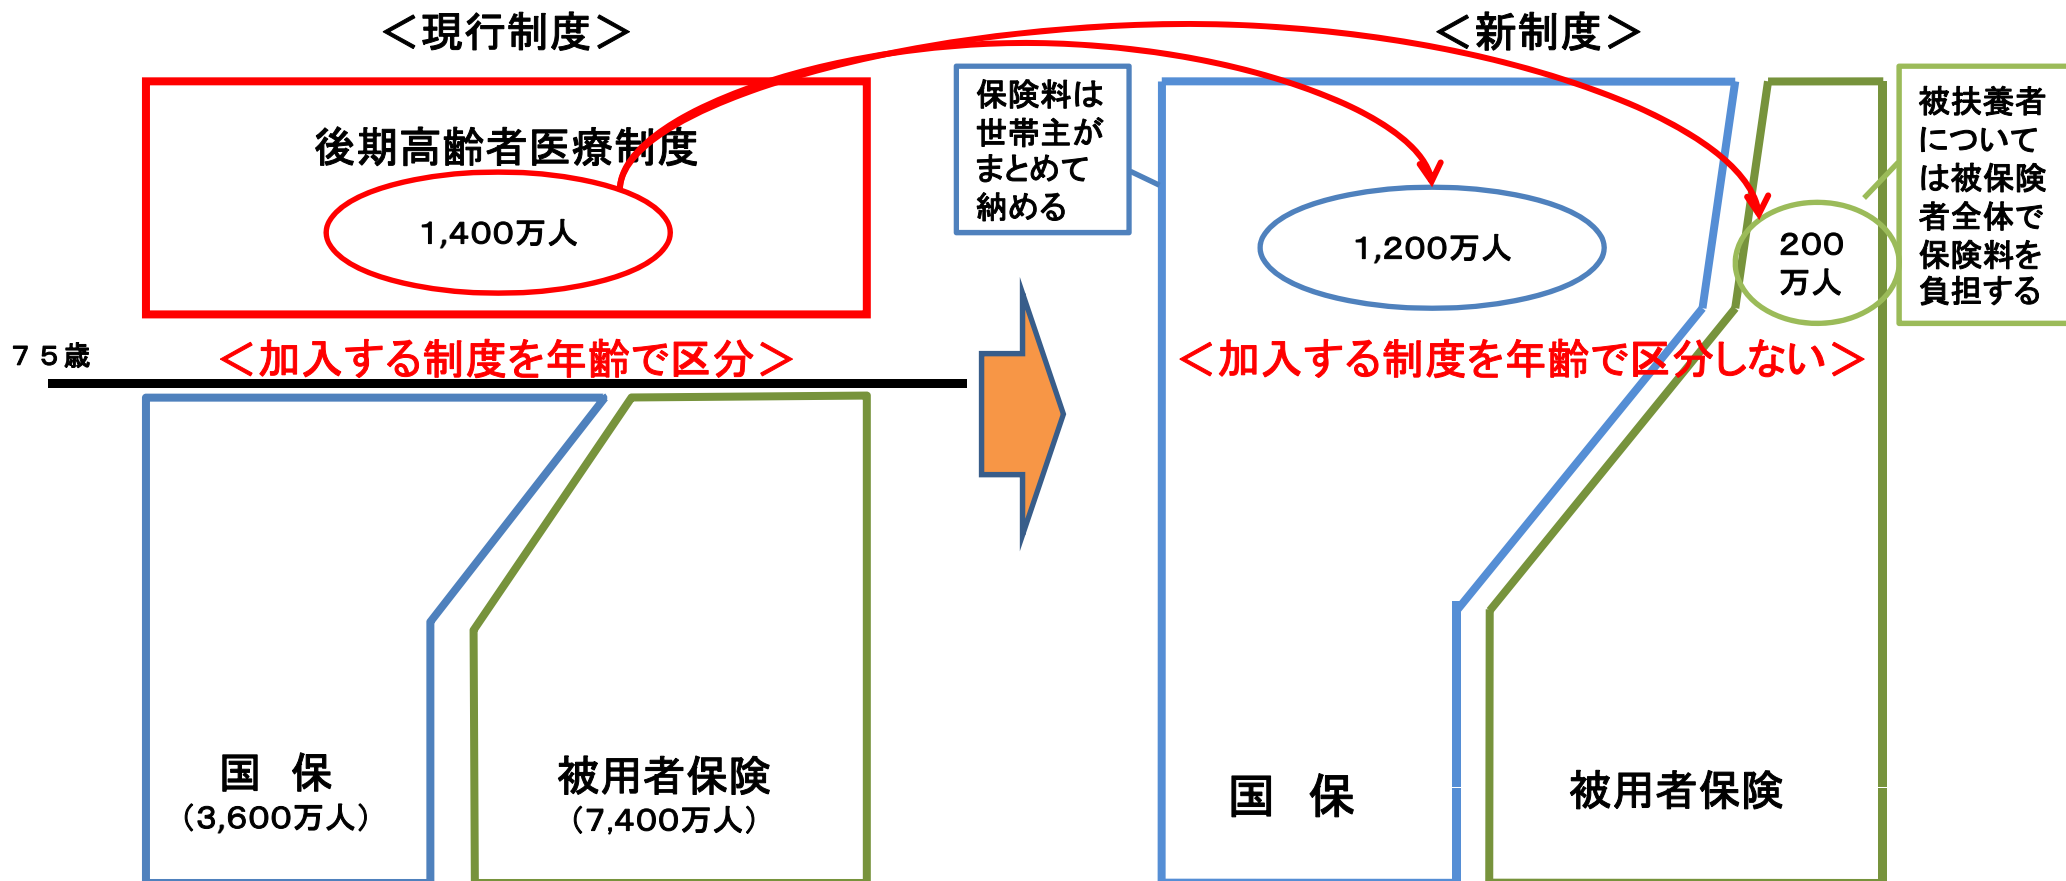 ＜現行制度＞
後期高齢者医療制度
1,400万人
７５歳
＜加入する制度を年齢で区分＞
国　保
（3,600万人）
被用者保険
（7,400万人）
＜新制度＞
保険料は
世帯主が
まとめて
納める
1,200万人
200
万人
被扶養者
について
は被保険
者全体で
保険料を
負担する
＜加入する制度を年齢で区分しない＞
国　保
被用者保険